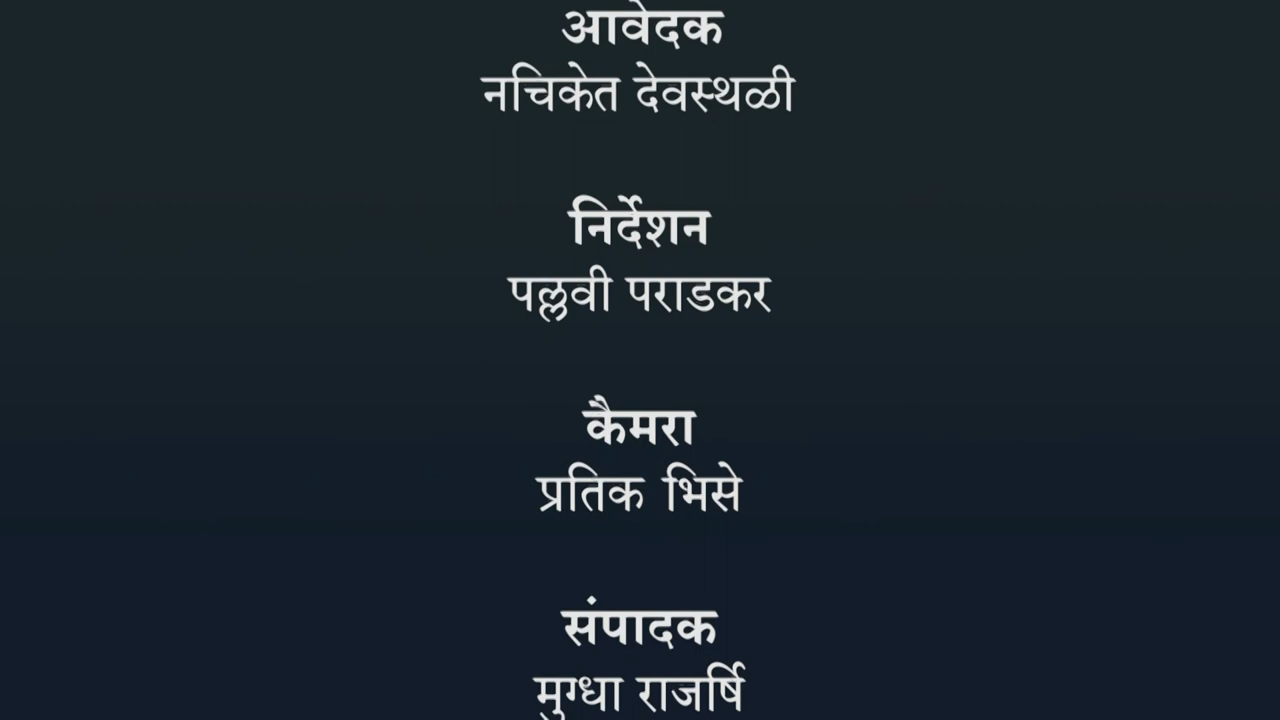 आवेदक
नचिकेत देवस्थळी
निर्देशन
पल्लवी पराडकर
कैमरा
प्रतिक भिसे
संपादक
मुग्धा राजर्षि